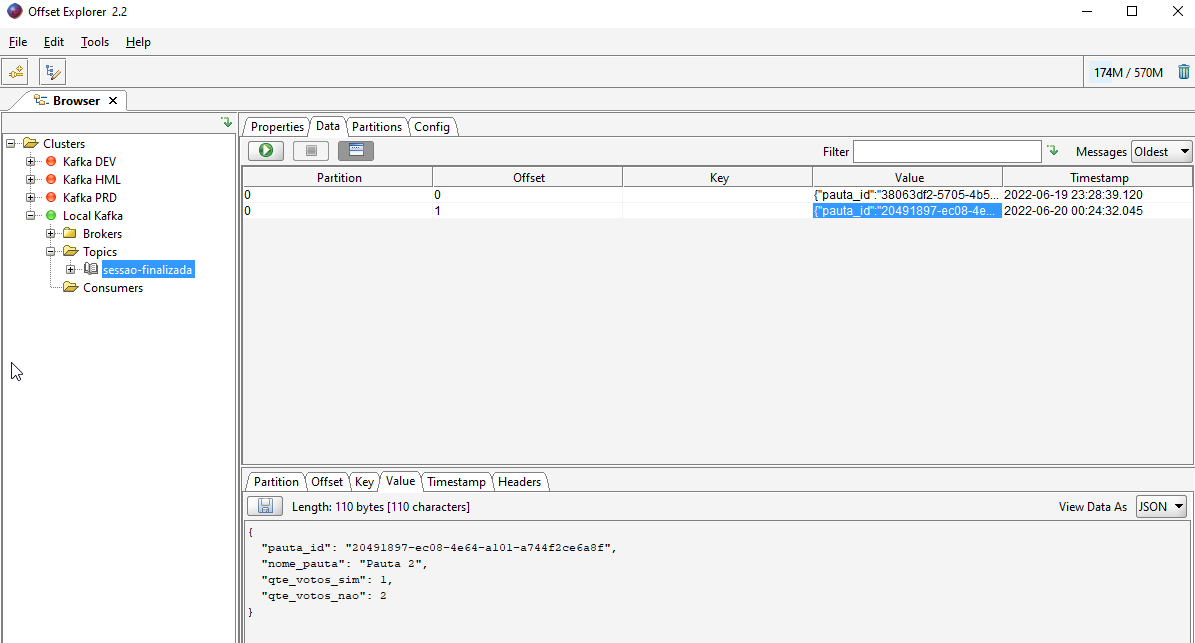 Offset Explorer 2.2
File Edit Tools Help
174M / 570M
Browser
Clusters
Kafka DEV
Kafka HML
Kafka PRD
Local Kafka
Brokers
Topics
sessao-finalizada
Consumers
Properties Data Partitions Config
Filter Messages Oldest
Partition Offset Key Value Timestamp
0 0 {"pauta_id":"38063df2-5705-4b5... 2022-06-19 23:28:39.120
0 1 {"pauta_id":"20491897-ec08-4e... 2022-06-20 00:24:32.045
Partition Offset Key Value Timestamp Headers
Length: 110 bytes [110 characters] View Data As JSON
{
"pauta_id": "20491897-ec08-4e64-a101-a744f2ce6a8f",
"nome_pauta": "Pauta 2",
"qte_votos_sim": 1,
"qte_votos_nao": 2
}